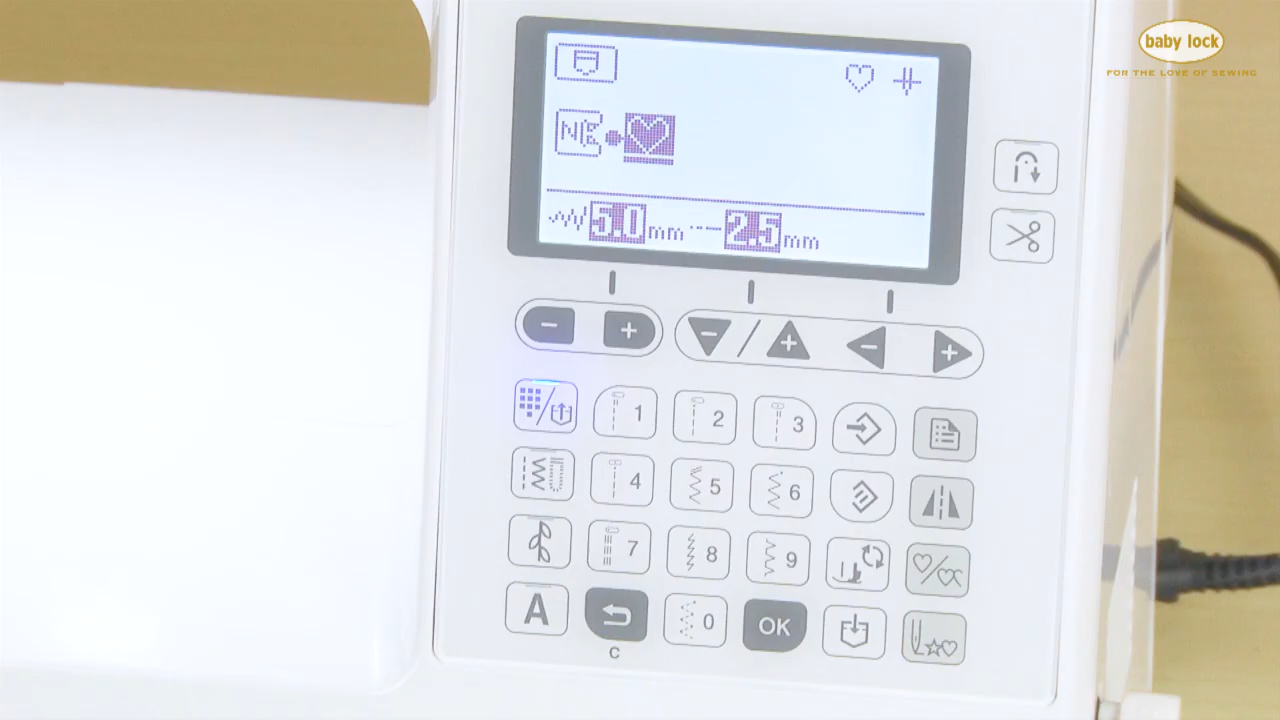 baby lock
FOR THE LOVE OF SEWING
5.0 mm 2.5 mm
1 2 3
4 5 6
7 8 9
A 0 OK
C